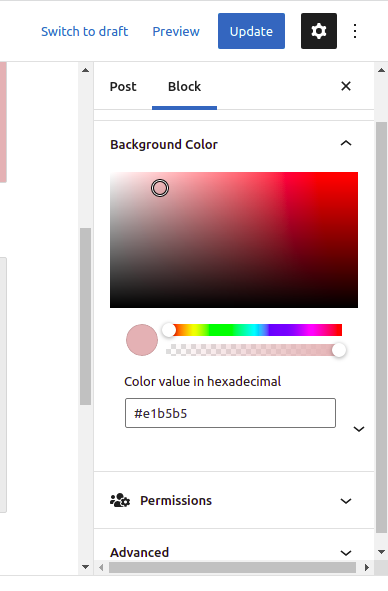 Switch to draft Preview Update
Post Block
Background Color
Color value in hexadecimal
#e1b5b5
Permissions
Advanced